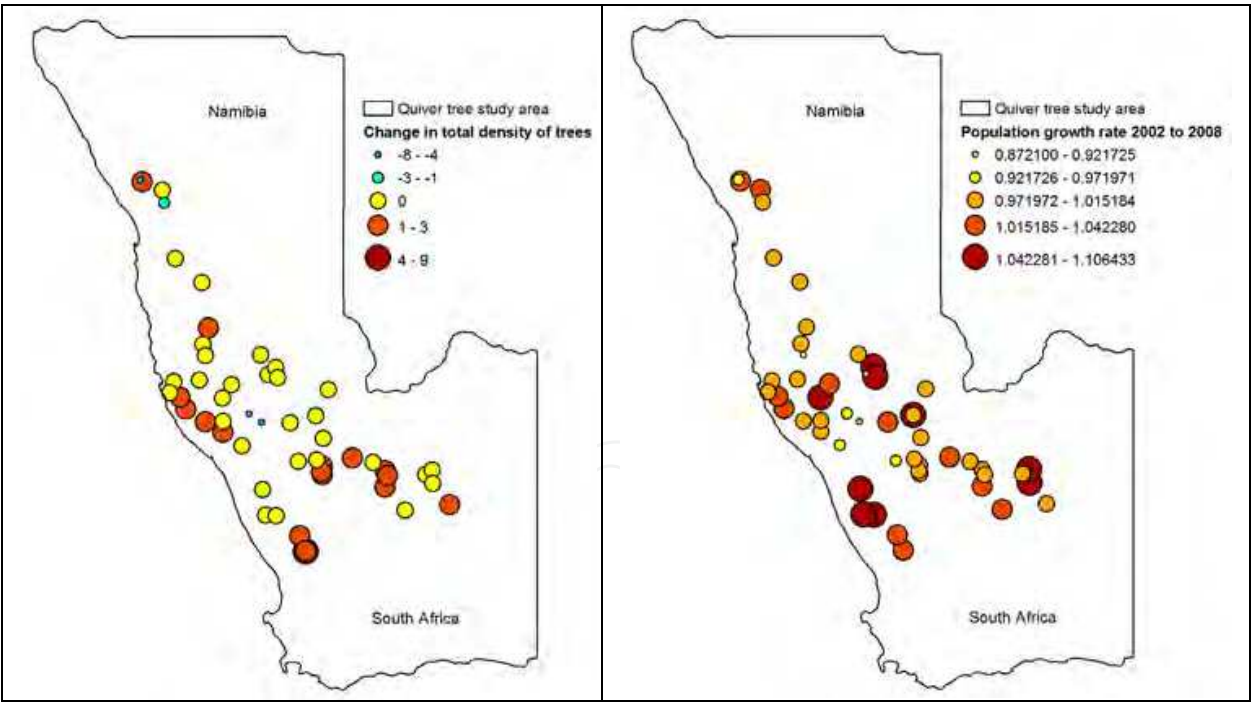 Namibia
Quiver tree study area
Change in total density of trees
-8 - -4
-3 - -1
0
1 - 3
4 - 9
South Africa
Namibia
Quiver tree study area
Population growth rate 2002 to 2008
0.872100 - 0.921725
0.921726 - 0.971971
0.971972 - 1.015184
1.015185 - 1.042280
1.042281 - 1.106433
South Africa